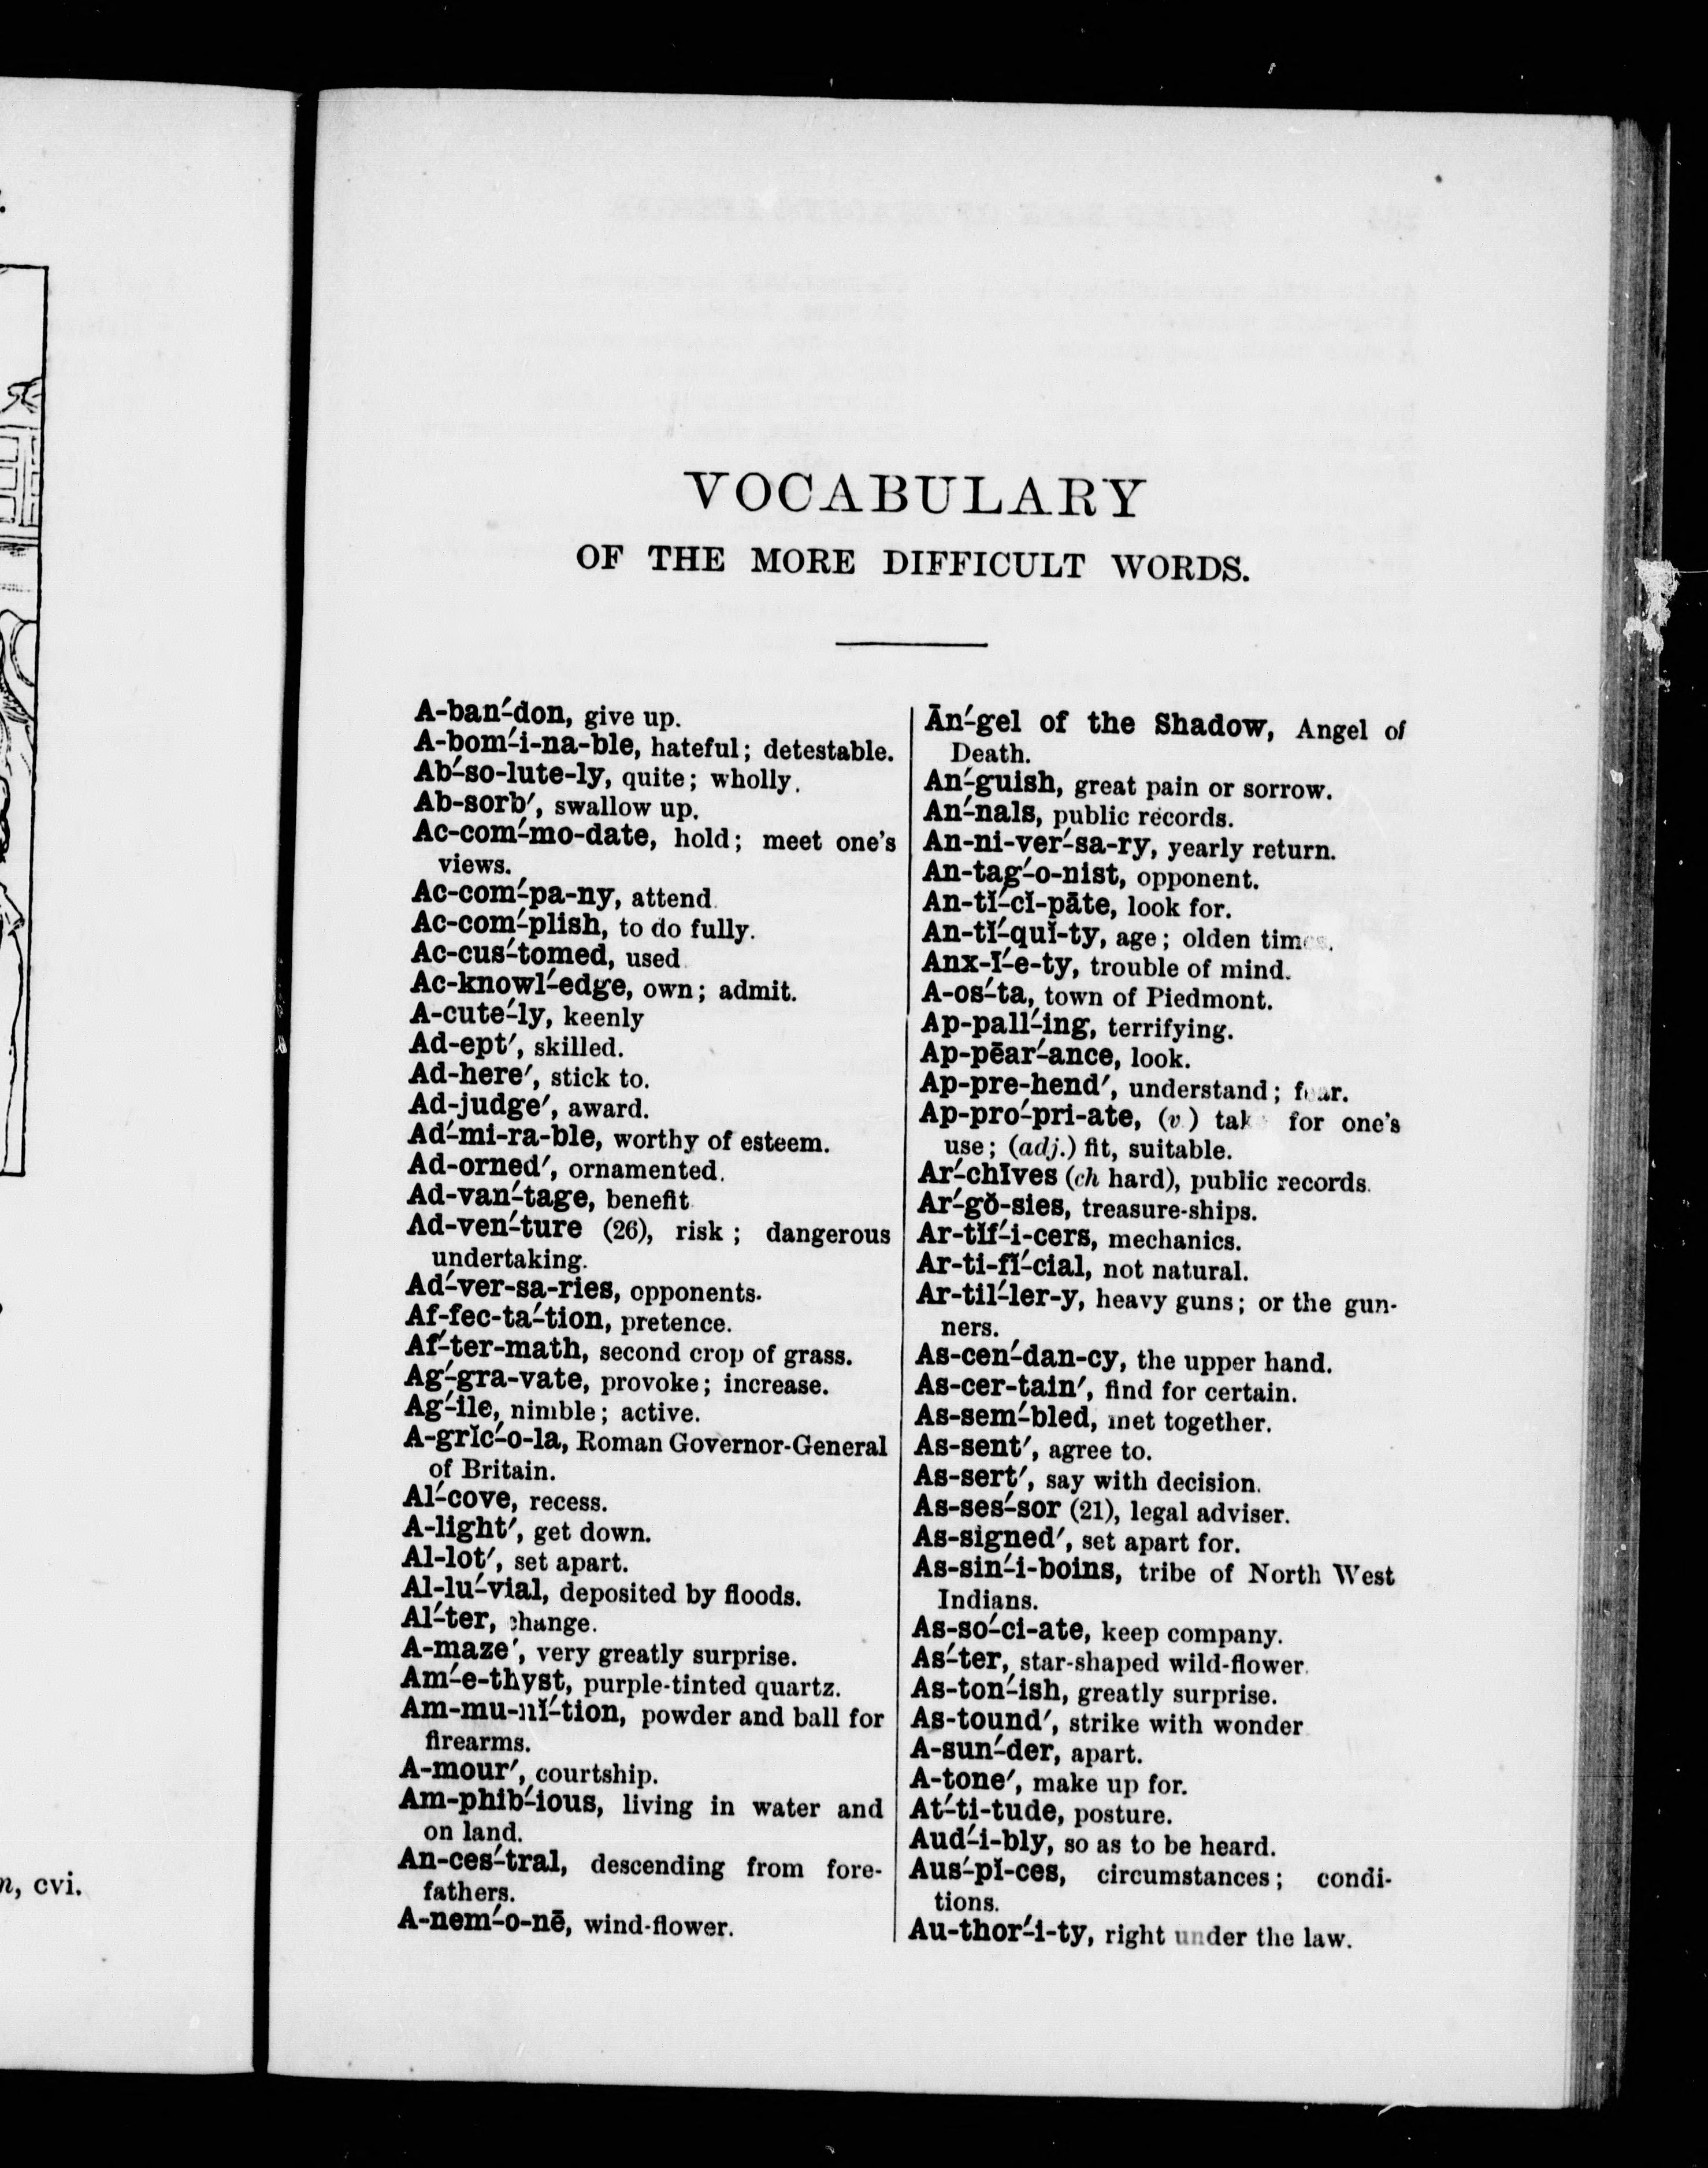 VOCABULARY
OF THE MORE DIFFICULT WORDS.
A-ban′-don, give up.
A-bom′-i-na-ble, hateful; detestable.
Ab′-so-lute-ly, quite; wholly.
Ab-sorb′, swallow up.
Ac-com′-mo-date, hold; meet one's
views.
Ac-com′-pa-ny, attend.
Ac-com′-plish, to do fully.
Ac-cus′-tomed, used
Ac-knowl′-edge, own; admit.
A-cute′-ly, keenly
Ad-ept′, skilled.
Ad-here′, stick to.
Ad-judge′, award.
Ad′-mi-ra-ble, worthy of esteem.
Ad-orned′, ornamented.
Ad-van′-tage, benefit
Ad-ven′-ture (26), risk; dangerous
undertaking.
Ad′-ver-sa-ries, opponents.
Af-fec-ta′-tion, pretence.
Af′-ter-math, second crop of grass.
Ag′-gra-vate, provoke; increase.
Ag′-ile, nimble; active.
A-grĭc′-o-la, Roman Governor-General
of Britain.
Al′-cove, recess.
A-light′, get down.
Al-lot′, set apart.
Al-lu′-vial, deposited by floods.
Al′-ter, change.
A-maze′, very greatly surprise.
Am′-e-thyst, purple-tinted quartz.
Am-mu-nĭ′-tion, powder and ball for
firearms.
A-mour′, courtship.
Am-phib′-ious, living in water and
on land.
An-ces′-tral, descending from fore-
fathers.
A-nem′-o-nē, wind-flower.
Ān′-gel of the Shadow, Angel of
Death.
An′-guish, great pain or sorrow.
An′-nals, public records.
An-ni-ver′-sa-ry, yearly return.
An-tag′-o-nist, opponent.
An-tĭ′-cĭ-pāte, look for.
An-tĭ′-quĭ-ty, age; olden times.
Anx-ī′-e-ty, trouble of mind.
A-os′-ta, town of Piedmont.
Ap-pall′-ing, terrifying.
Ap-pēar′-ance, look.
Ap-pre-hend′, understand; fear.
Ap-pro′-pri-ate, (v.) take for one's
use; (adj.) fit, suitable.
Ar′-chīves (ch hard), public records.
Ar′-gŏ-sies, treasure-ships.
Ar-tĭf′-i-cers, mechanics.
Ar-ti-fĭ′-cial, not natural.
Ar-til′-ler-y, heavy guns; or the gun-
ners.
As-cen′-dan-cy, the upper hand.
As-cer-tain′, find for certain.
As-sem′-bled, met together.
As-sent′, agree to.
As-sert′, say with decision.
As-ses′-sor (21), legal adviser.
As-signed′, set apart for.
As-sin′-i-boins, tribe of North West
Indians.
As-so′-ci-ate, keep company.
As′-ter, star-shaped wild-flower.
As-ton′-ish, greatly surprise.
As-tound′, strike with wonder
A-sun′-der, apart.
A-tone′, make up for.
At′-ti-tude, posture.
Aud′-i-bly, so as to be heard.
Aus′-pĭ-ces, circumstances; condi-
tions.
Au-thor′-i-ty, right under the law.
cvi.